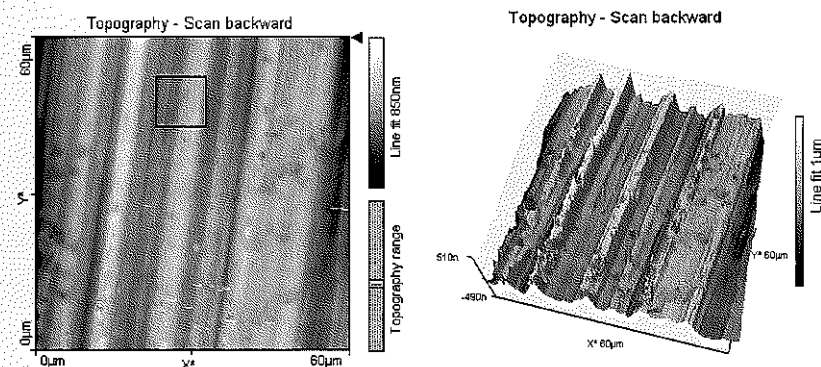 Topography - Scan backward
60µm
Y*
0µm
0µm
X*
60µm
Line fit 850nm
Topography range
Topography - Scan backward
510n
-490n
X* 60µm
Y* 60µm
Line fit 1um